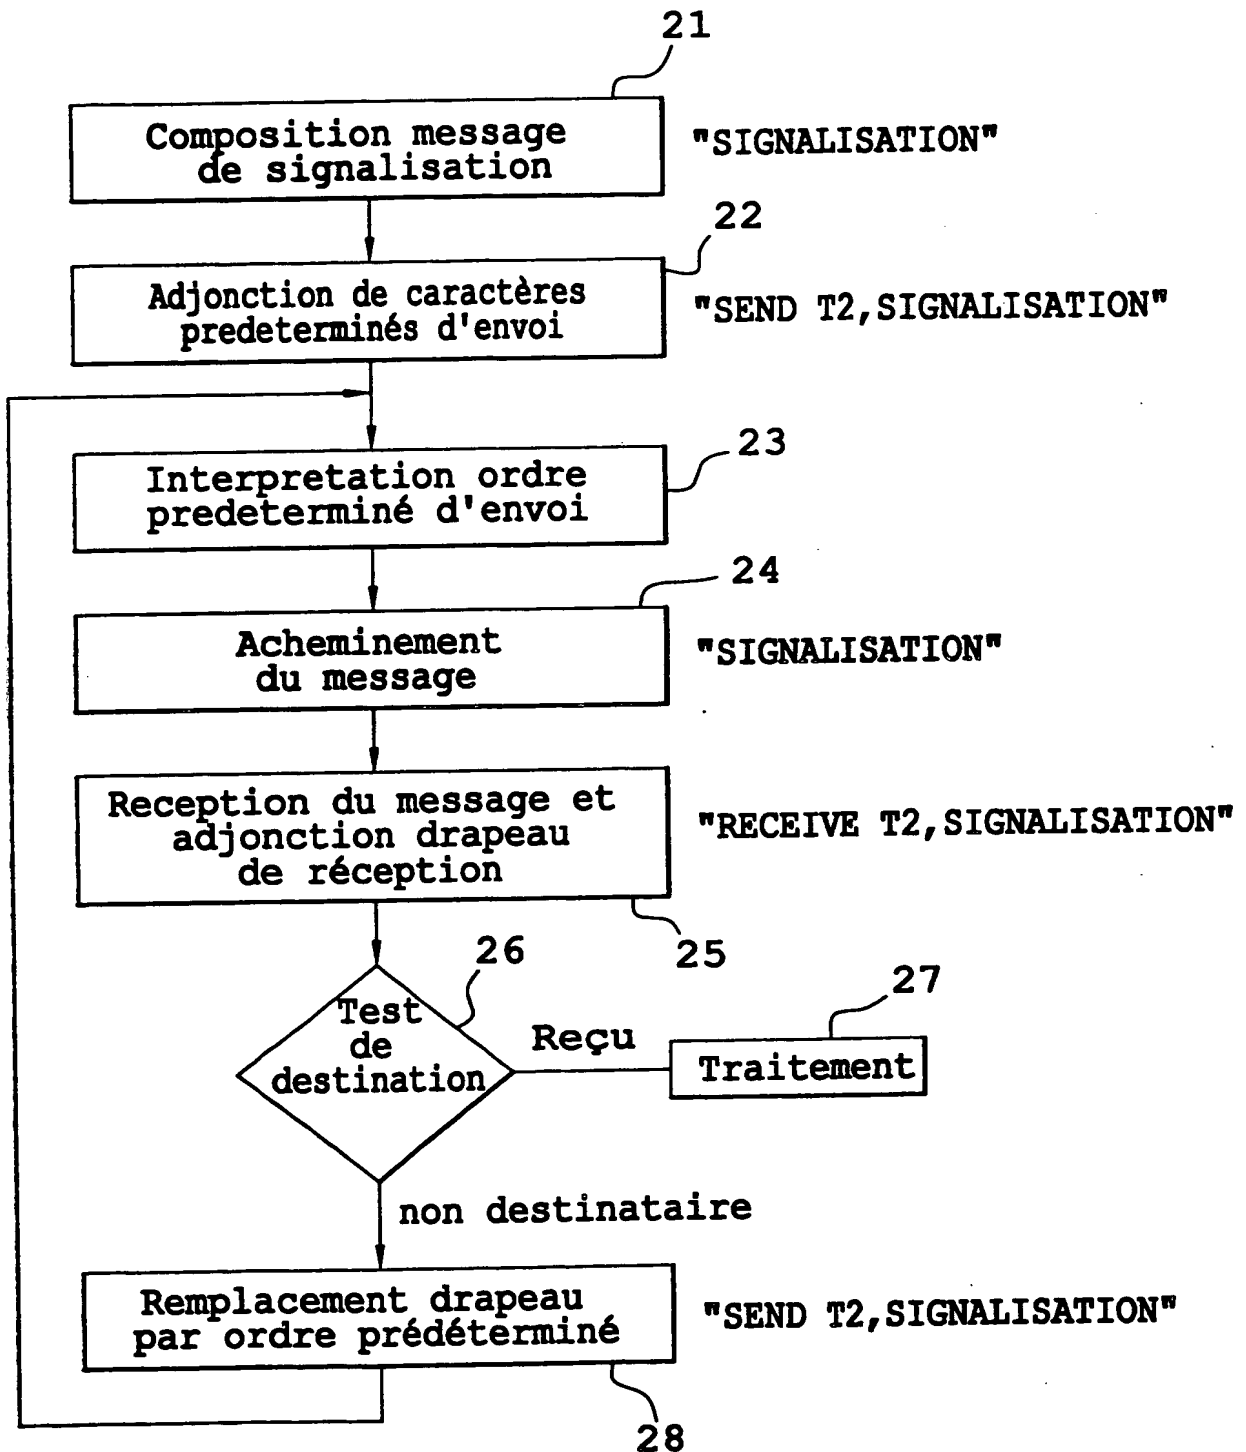 21
Composition message
de signalisation
"SIGNALISATION"
22
Adjonction de caractères
predeterminés d'envoi
"SEND T2,SIGNALISATION"
23
Interpretation ordre
predeterminé d'envoi
24
Acheminement
du message
"SIGNALISATION"
Reception du message et
adjonction drapeau
de réception
"RECEIVE T2,SIGNALISATION"
25
26
Test
de
destination
Reçu
27
Traitement
non destinataire
Remplacement drapeau
par ordre prédéterminé
"SEND T2,SIGNALISATION"
28